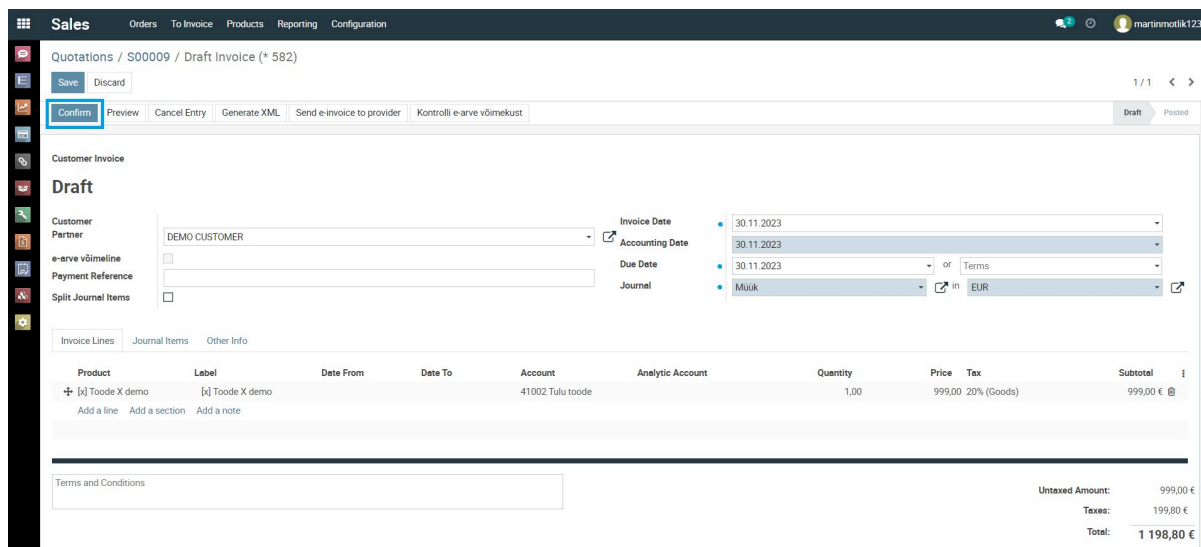 Sales Orders To Invoice Products Reporting Configuration 2 martinmotlik123
Quotations / S00009 / Draft Invoice (* 582)
Save Discard 1 / 1
Confirm Preview Cancel Entry Generate XML Send e-invoice to provider Kontrolli e-arve võimekust Draft Posted
Customer Invoice
Draft
Customer Invoice Date 30.11.2023
Partner DEMO CUSTOMER Accounting Date 30.11.2023
e-arve võimeline Due Date 30.11.2023 or Terms
Payment Reference
Journal Müük in EUR
Split Journal Items
Invoice Lines Journal Items Other Info
Product Label Date From Date To Account Analytic Account Quantity Price Tax Subtotal
[x] Toode X demo [x] Toode X demo 41002 Tulu toode 1,00 999,00 20% (Goods) 999,00 €
Add a line Add a section Add a note
Terms and Conditions
Untaxed Amount: 999,00 €
Taxes: 199,80 €
Total: 1 198,80 €